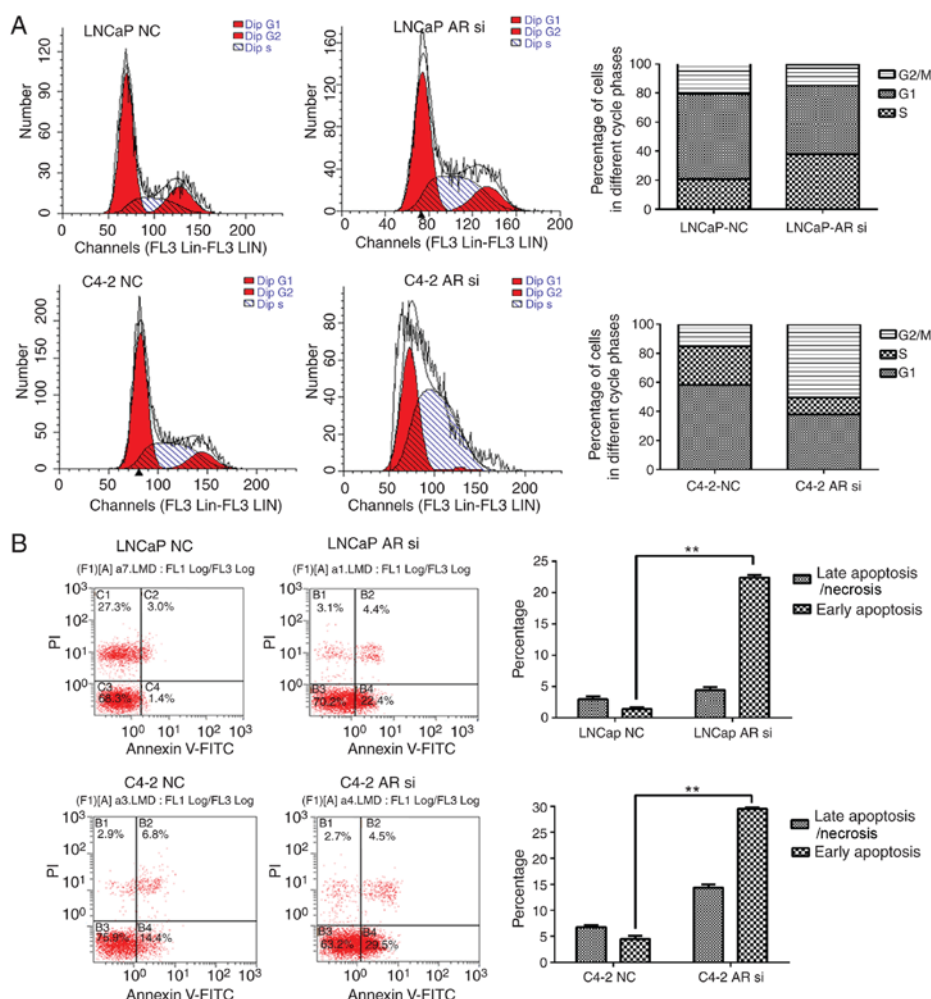 A
LNCaP NC
Dip G1
Dip G2
Dip s
Number
120
90
60
30
0
0 50 100 150 200
Channels (FL3 Lin-FL3 LIN)
LNCaP AR si
Dip G1
Dip G2
Dip s
Number
160
120
80
40
0
0 40 80 120 160
Channels (FL3 Lin-FL3 LIN)
Percentage of cells
in different cycle phases
100
80
60
40
20
0
LNCaP-NC LNCaP-AR si
G2/M
G1
S
C4-2 NC
Dip G1
Dip G2
Dip s
Number
200
150
100
50
0
0 50 100 150 200
Channels (FL3 Lin-FL3 LIN)
C4-2 AR si
Dip G1
Dip G2
Dip s
Number
80
60
40
20
0
0 50 100 150 200
Channels (FL3 Lin-FL3 LIN)
Percentage of cells
in different cycle phases
100
80
60
40
20
0
C4-2-NC C4-2 AR si
G2/M
S
G1
B
LNCaP NC
(F1)[A] a7.LMD : FL1 Log/FL3 Log
PI
10³
10²
10¹
10⁰
C1 C2
27.3% 3.0%
C3 C4
68.3% 1.4%
10⁰ 10¹ 10² 10³
Annexin V-FITC
LNCaP AR si
(F1)[A] a1.LMD : FL1 Log/FL3 Log
PI
10³
10²
10¹
10⁰
B1 B2
3.1% 4.4%
B3 B4
70.2% 22.4%
10⁰ 10¹ 10² 10³
Annexin V-FITC
Percentage
25
20
15
10
5
0
**
LNCap NC LNCap AR si
Late apoptosis
/necrosis
Early apoptosis
C4-2 NC
(F1)[A] a3.LMD : FL1 Log/FL3 Log
PI
10³
10²
10¹
10⁰
B1 B2
2.9% 6.8%
B3 B4
75.9% 14.4%
10⁰ 10¹ 10² 10³
Annexin V-FITC
C4-2 AR si
(F1)[A] a4.LMD : FL1 Log/FL3 Log
PI
10³
10²
10¹
10⁰
B1 B2
2.7% 4.5%
B3 B4
63.2% 29.5%
10⁰ 10¹ 10² 10³
Annexin V-FITC
Percentage
30
20
15
10
5
0
**
C4-2 NC C4-2 AR si
Late apoptosis
/necrosis
Early apoptosis